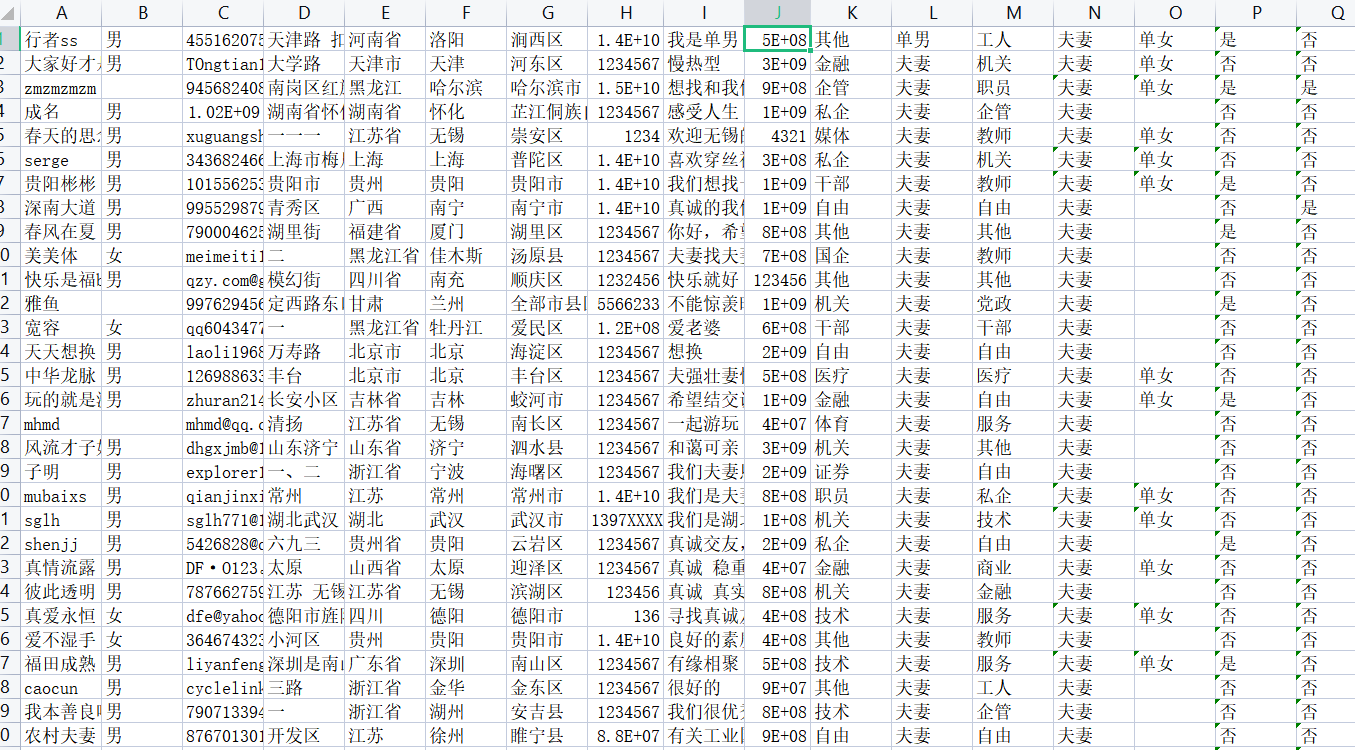 A B C D E F G H I J K L M N O P Q
行者ss 男 455162075 天津路 河南省 洛阳 涧西区 1.4E+10 我是单男 5E+08 其他 单男 工人 夫妻 单女 是 否
2 大家好才 男 TOngtian 大学路 天津市 天津 河东区 1234567 慢热型 3E+09 金融 夫妻 机关 夫妻 单女 否 否
3 zmzmzmzm 945682408 南岗区红 黑龙江 哈尔滨 哈尔滨市 1.5E+10 想找和我 9E+08 企管 夫妻 职员 夫妻 单女 是 是
4 成名 男 1.02E+09 湖南省怀 湖南省 怀化 芷江侗族 1234567 感受人生 1E+09 私企 夫妻 企管 夫妻 否 否
5 春天的思 男 xuguangsh 一一一 江苏省 无锡 崇安区 1234 欢迎无锡 4321 媒体 夫妻 教师 夫妻 单女 否 否
serge 男 343682466 上海市梅 上海 上海 普陀区 1.4E+10 喜欢穿丝 3E+08 私企 夫妻 机关 夫妻 单女 否 否
7 贵阳彬彬 男 101556253 贵阳市 贵州 贵阳 贵阳市 1.4E+10 我们想找 1E+09 干部 夫妻 教师 夫妻 单女 是 否
深南大道 男 995529879 青秀区 广西 南宁 南宁市 1.4E+10 真诚的我 1E+09 自由 夫妻 自由 夫妻 否 是
9 春风在夏 男 790004625 湖里街 福建省 厦门 湖里区 1234567 你好，希 8E+08 其他 夫妻 其他 夫妻 是 否
0 美美体 女 meimeiti 二 黑龙江省 佳木斯 汤原县 1234567 夫妻找夫 7E+08 国企 夫妻 教师 夫妻 否 否
1 快乐是福 男 qzy.com@ 模幻街 四川省 南充 顺庆区 1232456 快乐就好 123456 其他 夫妻 其他 夫妻 否 否
2 雅鱼 997629456 定西路东 甘肃 兰州 全部市县 5566233 不能惊羡 1E+09 机关 夫妻 党政 夫妻 是 否
3 宽容 女 qq6043477 一 黑龙江省 牡丹江 爱民区 1.2E+08 爱老婆 6E+08 干部 夫妻 干部 夫妻 否 否
4 天天想换 男 laoli1968 万寿路 北京市 北京 海淀区 1234567 想换 2E+09 自由 夫妻 自由 夫妻 否 否
5 中华龙脉 男 126988633 丰台 北京市 北京 丰台区 1234567 夫强壮妻 5E+08 医疗 夫妻 医疗 夫妻 单女 否 否
6 玩的就是 男 zhuran214 长安小区 吉林省 吉林 蛟河市 1234567 希望结交 1E+09 金融 夫妻 自由 夫妻 单女 是 否
7 mhmd mhmd@qq. 清扬 江苏省 无锡 南长区 1234567 一起游玩 4E+07 体育 夫妻 服务 夫妻 否 否
8 风流才子 男 dhgxjmb@ 山东济宁 山东省 济宁 泗水县 1234567 和蔼可亲 3E+09 机关 夫妻 其他 夫妻 否 否
9 子明 男 explorer 一、二 浙江省 宁波 海曙区 1234567 我们夫妻 2E+09 证券 夫妻 自由 夫妻 否 否
0 mubaixs 男 qianjinxi 常州 江苏 常州 常州市 1.4E+10 我们是夫 8E+08 职员 夫妻 私企 夫妻 单女 否 否
1 sglh 男 sglh771@ 湖北武汉 湖北 武汉 武汉市 1397XXXX 我们是湖 1E+08 机关 夫妻 技术 夫妻 单女 否 否
2 shenjj 男 5426828@ 六九三 贵州省 贵阳 云岩区 1234567 真诚交友， 2E+09 私企 夫妻 自由 夫妻 是 否
3 真情流露 男 DF·O123. 太原 山西省 太原 迎泽区 1234567 真诚 稳重 4E+07 金融 夫妻 商业 夫妻 单女 否 否
4 彼此透明 男 787662759 江苏 无锡 江苏省 无锡 滨湖区 123456 真诚 真实 8E+08 机关 夫妻 金融 夫妻 否 否
5 真爱永恒 女 dfe@yaho 德阳市旌 四川 德阳 德阳市 136 寻找真诚 4E+08 技术 夫妻 服务 夫妻 单女 否 否
6 爱不湿手 女 364674323 小河区 贵州 贵阳 贵阳市 1.4E+10 良好的素 4E+08 其他 夫妻 教师 夫妻 否 否
7 福田成熟 男 liyanfeng 深圳是南 广东省 深圳 南山区 1234567 有缘相聚 5E+08 技术 夫妻 服务 夫妻 单女 是 否
8 caocun 男 cyclelink 三路 浙江省 金华 金东区 1234567 很好的 9E+07 其他 夫妻 工人 夫妻 否 否
9 我本善良 男 790713394 一 浙江省 湖州 安吉县 1234567 我们很优 8E+08 技术 夫妻 企管 夫妻 否 否
0 农村夫妻 男 876701301 开发区 江苏 徐州 睢宁县 8.8E+07 有关工业 9E+08 自由 夫妻 自由 夫妻 否 否